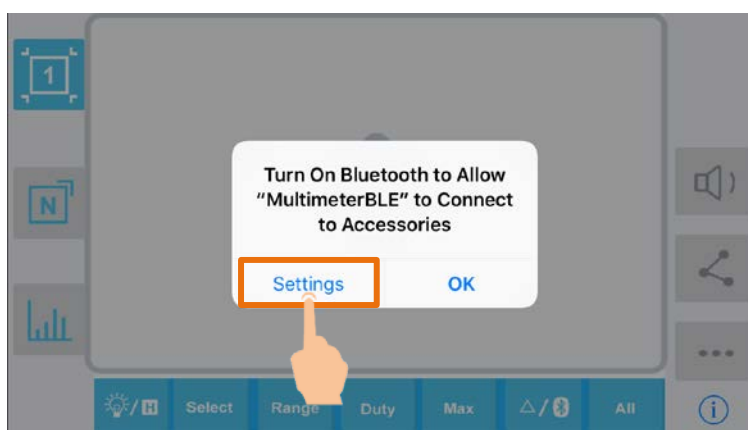 1
N
Turn On Bluetooth to Allow
“MultimeterBLE” to Connect
to Accessories
Settings OK
/H Select Range Duty Max △/ All i